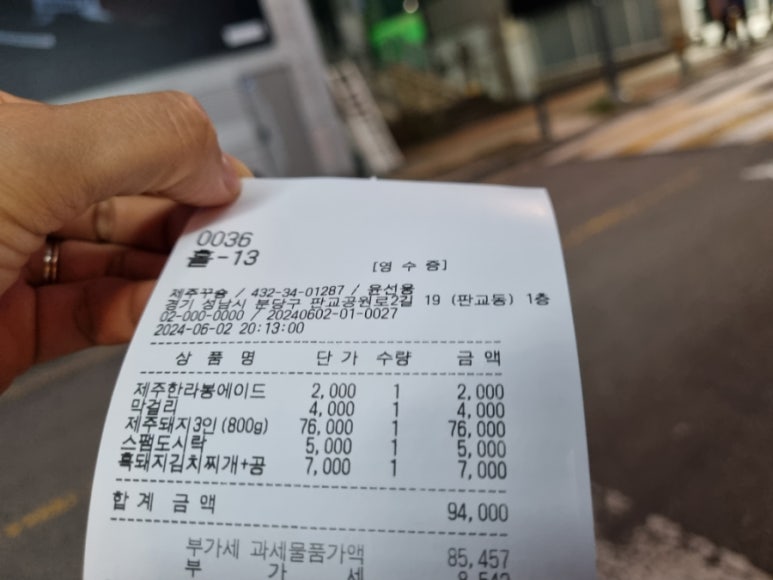 0036
홀-13
[영 수 증]
제주꾸숨 / 432-34-01287 / 윤선웅
경기 성남시 분당구 판교공원로2길 19 (판교동) 1층
02-000-0000 / 20240602-01-0027
2024-06-02 20:13:00
상 품 명 단 가 수량 금 액
제주한라봉에이드 2,000 1 2,000
막걸리 4,000 1 4,000
제주돼지3인(800g) 76,000 1 76,000
스팸도시락 5,000 1 5,000
흑돼지김치찌개+공 7,000 1 7,000
합 계 금 액 94,000
부가세 과세물품가액 85,457
부 가 세